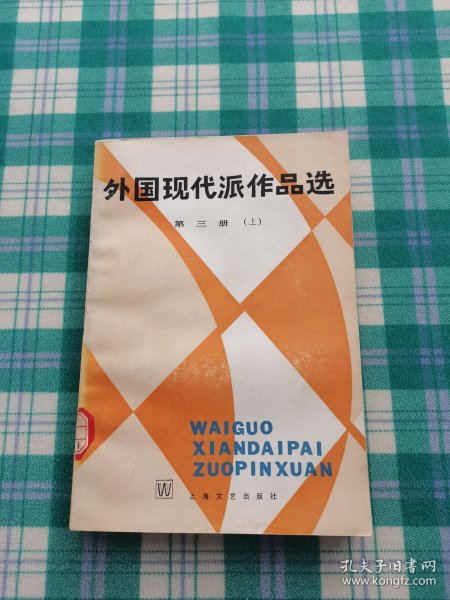 外国现代派作品选
第三册（上）
WAIGUO
XIANDAIPAI
ZUOPINXUAN
W
上海文艺出版社
孔夫子旧书网
www.kongfz.com